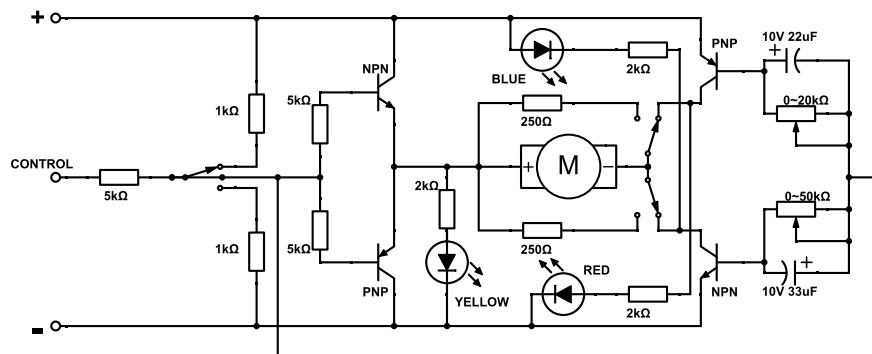 +
PNP
10V 22uF
+
BLUE
2kΩ
NPN
1kΩ
5kΩ
0~20kΩ
250Ω
CONTROL
+ M -
5kΩ
2kΩ
0~50kΩ
1kΩ
5kΩ
250Ω
+
RED
PNP
YELLOW
NPN
10V 33uF
2kΩ
-